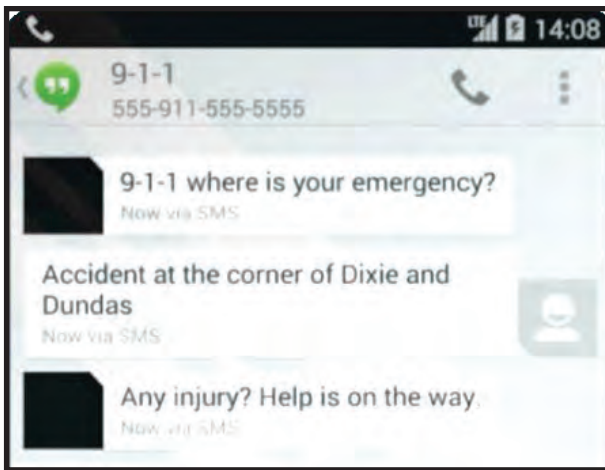 LTE 14:08
9-1-1
555-911-555-5555
9-1-1 where is your emergency?
Now via SMS
Accident at the corner of Dixie and
Dundas
Now via SMS
Any injury? Help is on the way.
Now via SMS